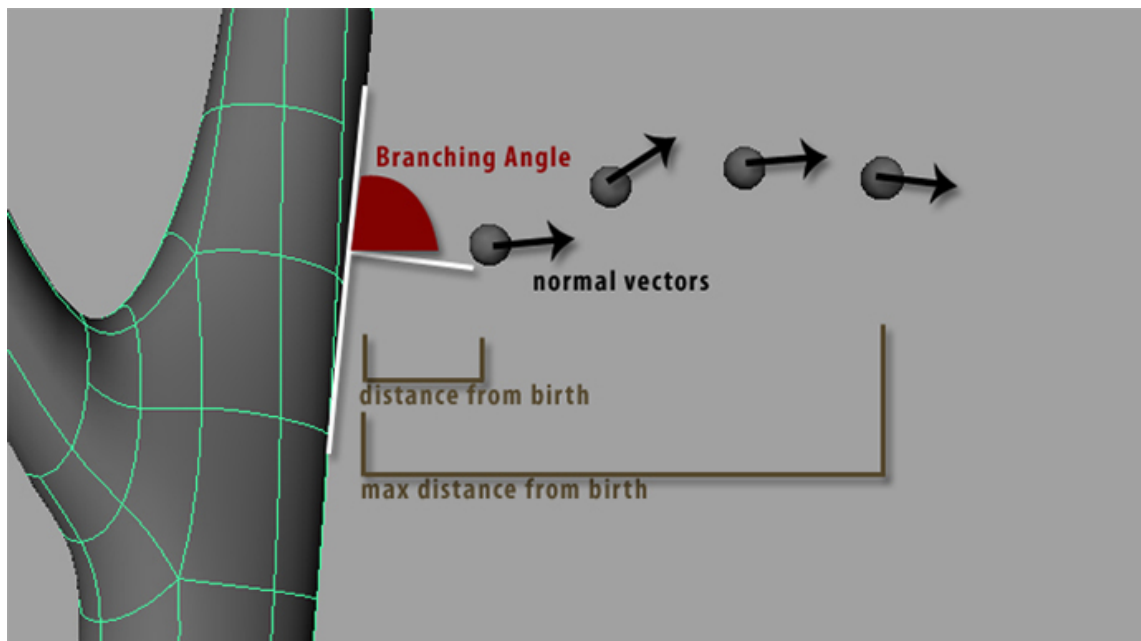 Branching Angle
normal vectors
distance from birth
max distance from birth